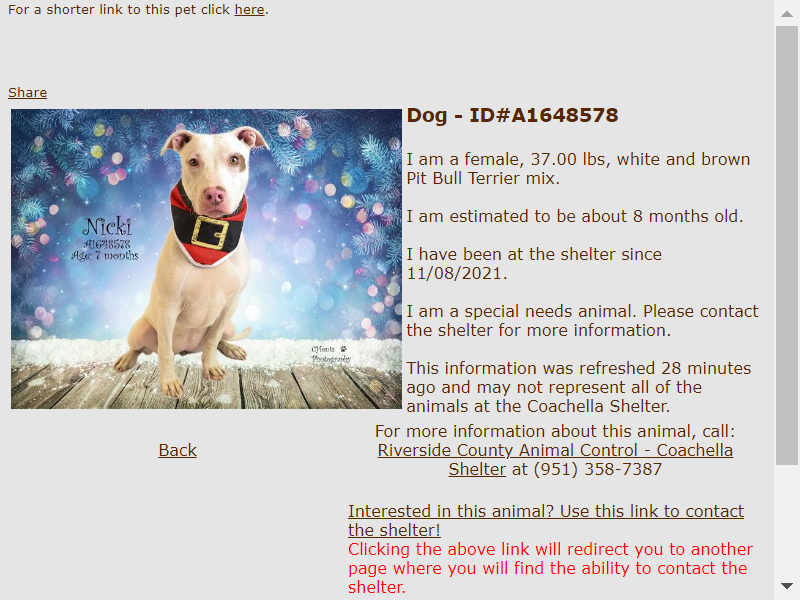 For a shorter link to this pet click here.
Share
Nicki
A1648578
Age: 7 months
CHouts
Photography
Dog - ID#A1648578
I am a female, 37.00 lbs, white and brown
Pit Bull Terrier mix.
I am estimated to be about 8 months old.
I have been at the shelter since
11/08/2021.
I am a special needs animal. Please contact
the shelter for more information.
This information was refreshed 28 minutes
ago and may not represent all of the
animals at the Coachella Shelter.
Back
For more information about this animal, call:
Riverside County Animal Control - Coachella
Shelter at (951) 358-7387
Interested in this animal? Use this link to contact
the shelter!
Clicking the above link will redirect you to another
page where you will find the ability to contact the
shelter.